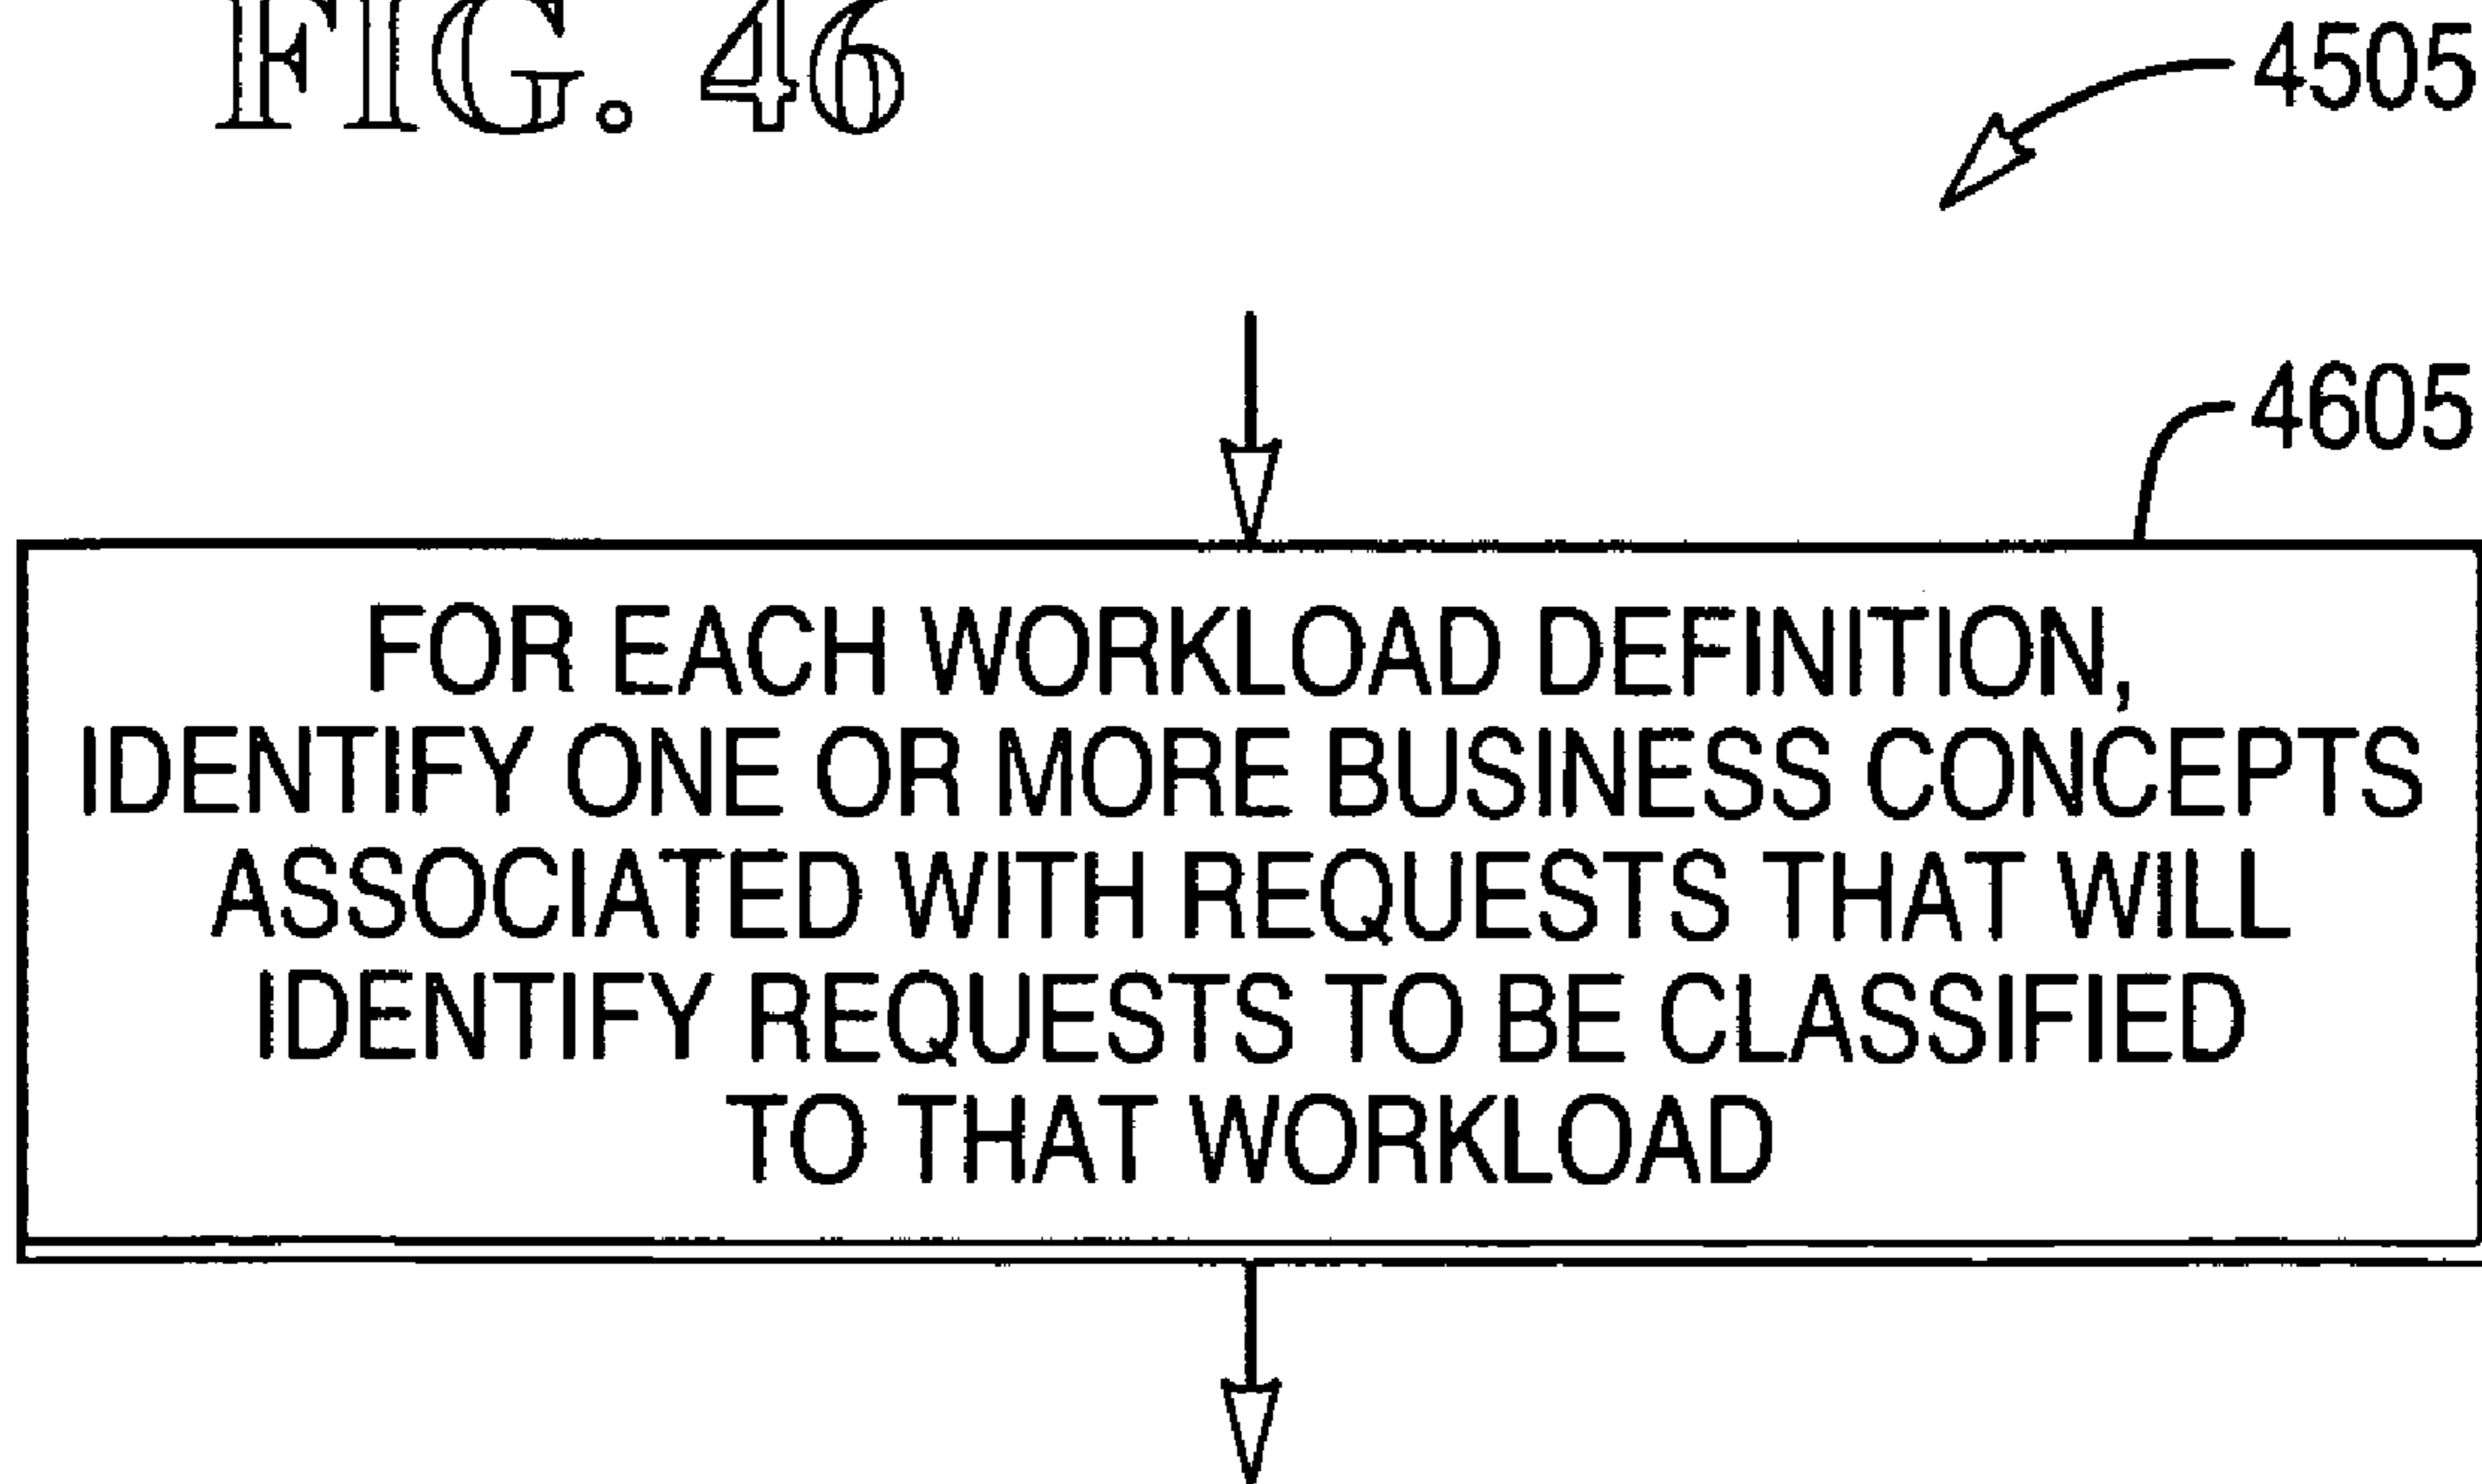 FIG. 46
4505
4605
FOR EACH WORKLOAD DEFINITION,
IDENTIFY ONE OR MORE BUSINESS CONCEPTS
ASSOCIATED WITH REQUESTS THAT WILL
IDENTIFY REQUESTS TO BE CLASSIFIED
TO THAT WORKLOAD